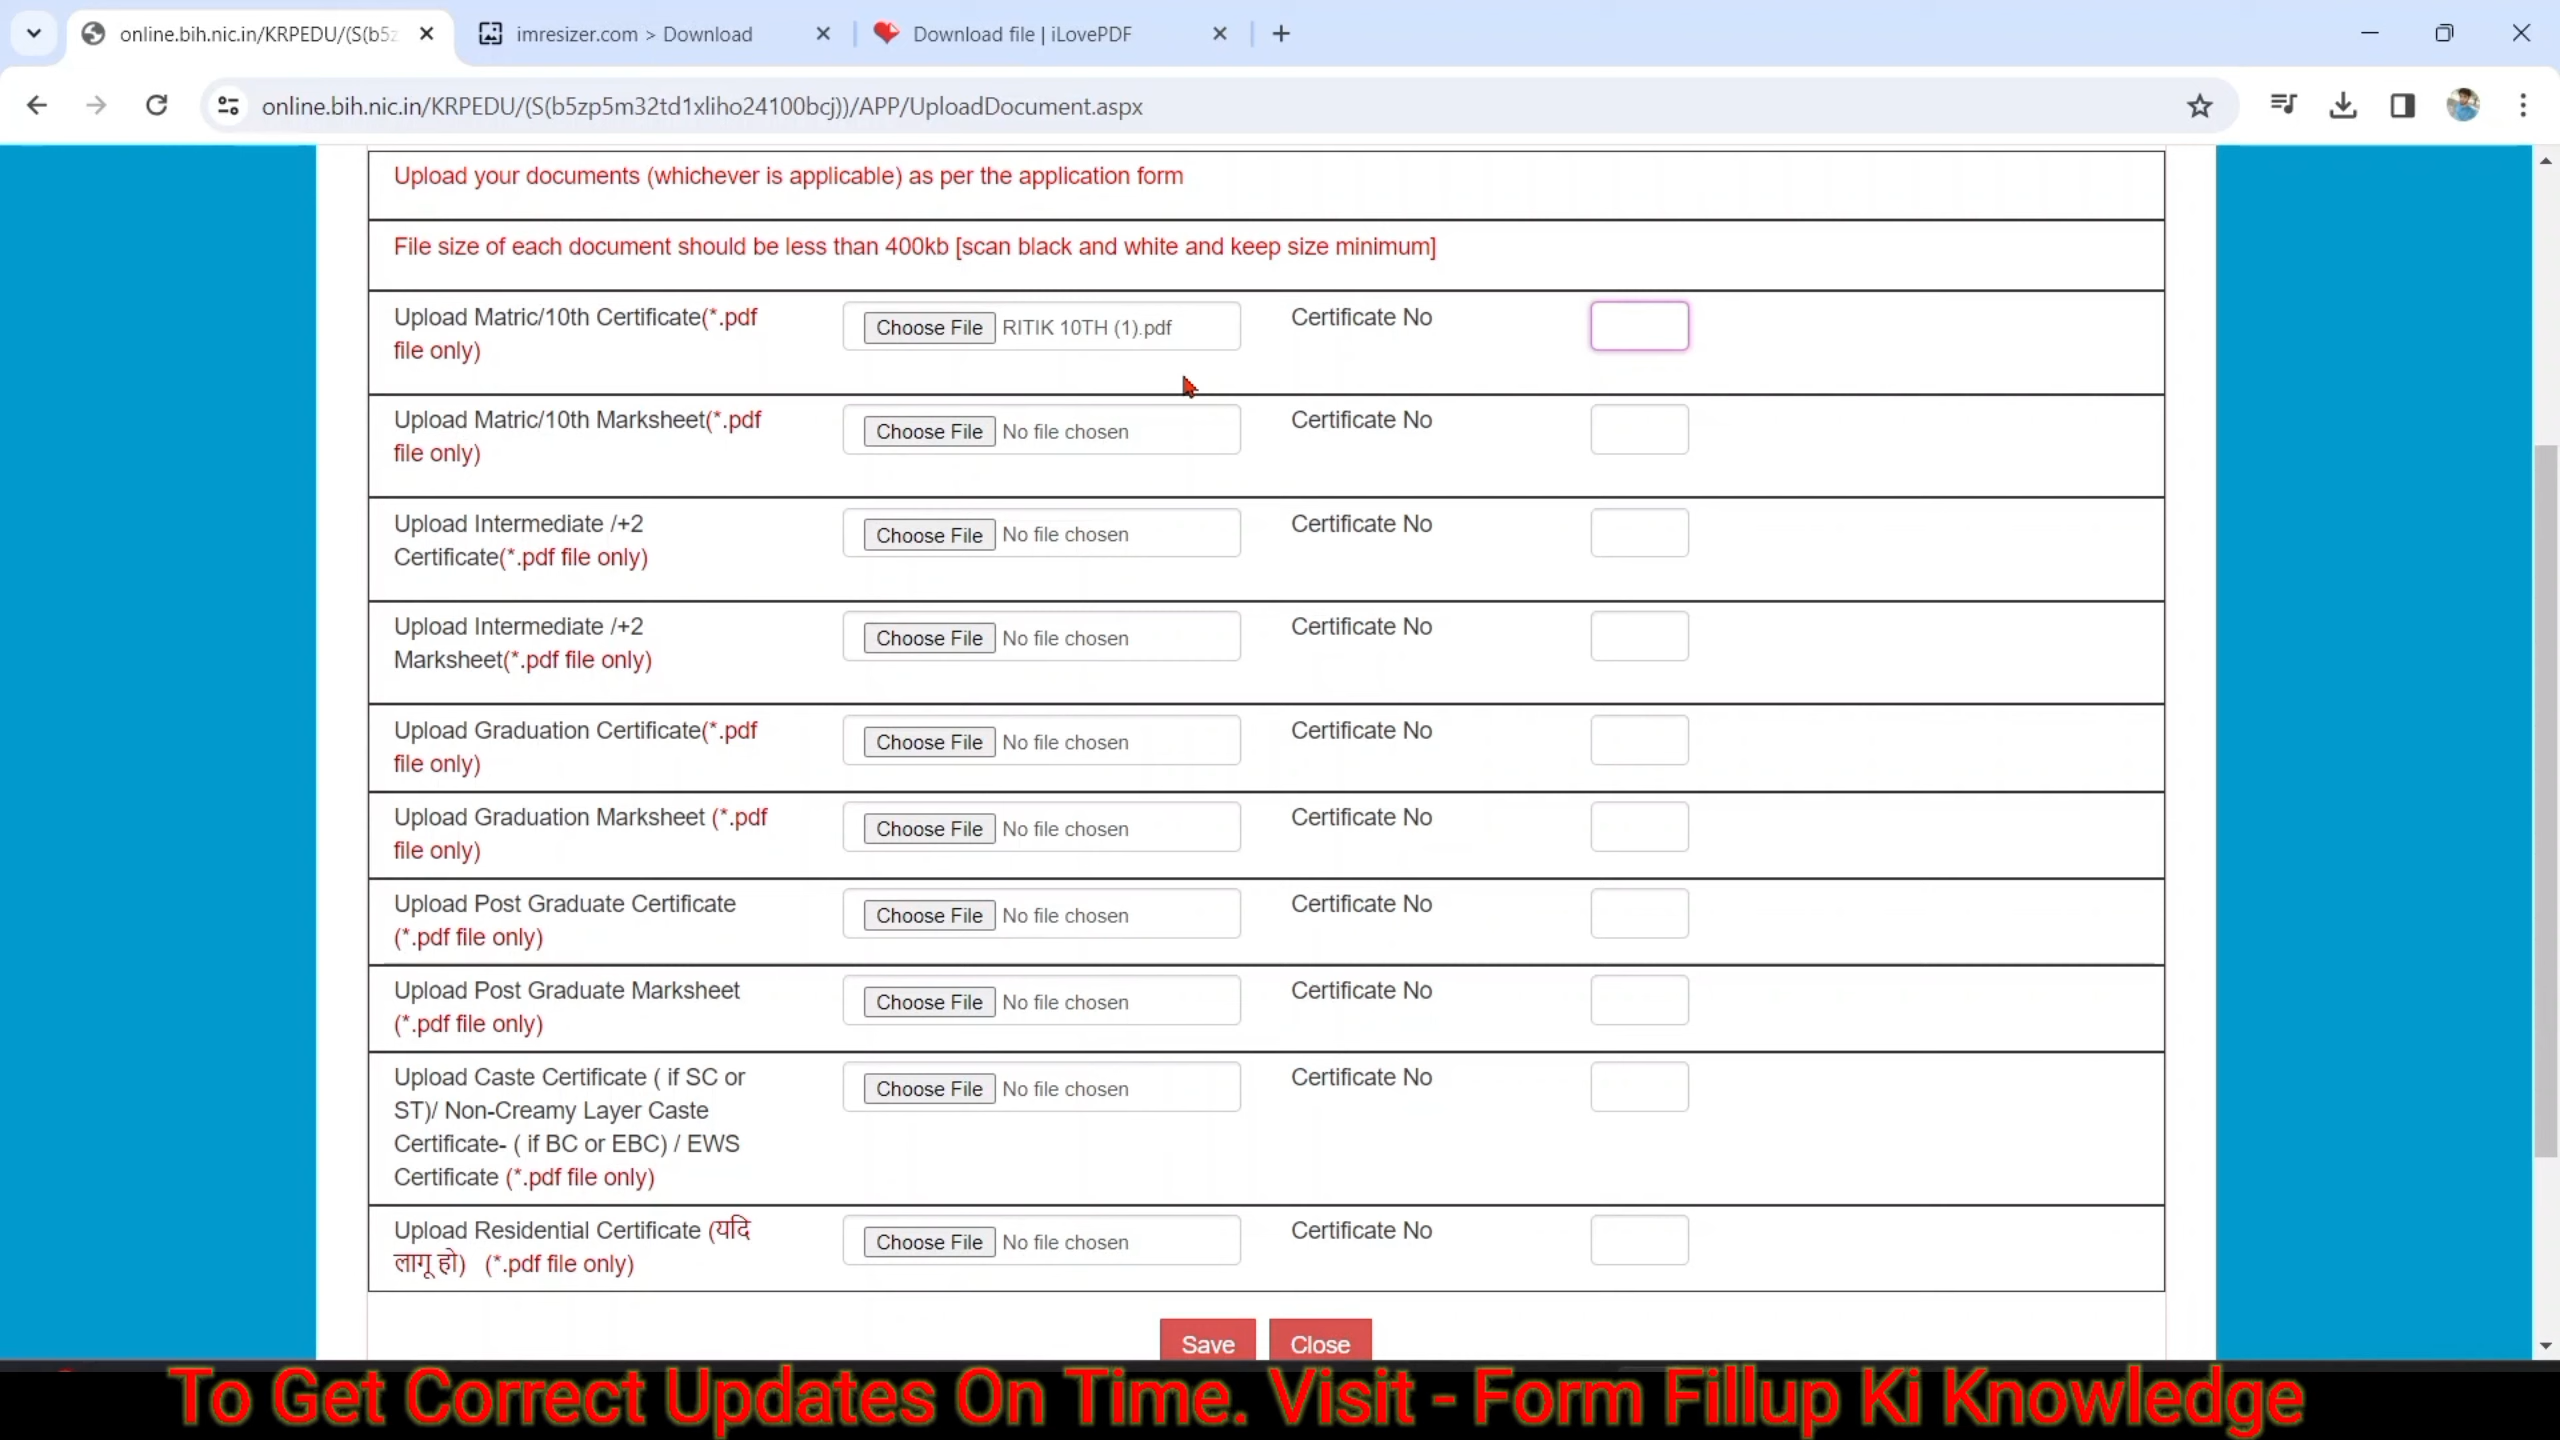 online.bih.nic.in/KRPEDU/(S(b5z
imresizer.com > Download
Download file | iLovePDF
online.bih.nic.in/KRPEDU/(S(b5zp5m32td1xliho24100bcj))/APP/UploadDocument.aspx
Upload your documents (whichever is applicable) as per the application form
File size of each document should be less than 400kb [scan black and white and keep size minimum]
Upload Matric/10th Certificate(*.pdf
file only)
Choose File RITIK 10TH (1).pdf
Certificate No
Upload Matric/10th Marksheet(*.pdf
file only)
Choose File No file chosen
Certificate No
Upload Intermediate /+2
Certificate(*.pdf file only)
Choose File No file chosen
Certificate No
Upload Intermediate /+2
Marksheet(*.pdf file only)
Choose File No file chosen
Certificate No
Upload Graduation Certificate(*.pdf
file only)
Choose File No file chosen
Certificate No
Upload Graduation Marksheet (*.pdf
file only)
Choose File No file chosen
Certificate No
Upload Post Graduate Certificate
(*.pdf file only)
Choose File No file chosen
Certificate No
Upload Post Graduate Marksheet
(*.pdf file only)
Choose File No file chosen
Certificate No
Upload Caste Certificate ( if SC or
ST)/ Non-Creamy Layer Caste
Certificate- ( if BC or EBC) / EWS
Certificate (*.pdf file only)
Choose File No file chosen
Certificate No
Upload Residential Certificate (यदि
लागू हो) (*.pdf file only)
Choose File No file chosen
Certificate No
Save Close
To Get Correct Updates On Time. Visit - Form Fillup Ki Knowledge